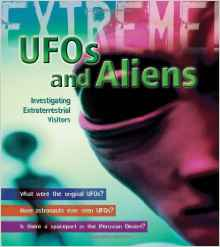 EXTREME!
UFOs
and Aliens
Investigating
Extraterrestrial
Visitors
What were the original UFOs?
Have astronauts ever seen UFOs?
Is there a spaceport in the Peruvian Desert?